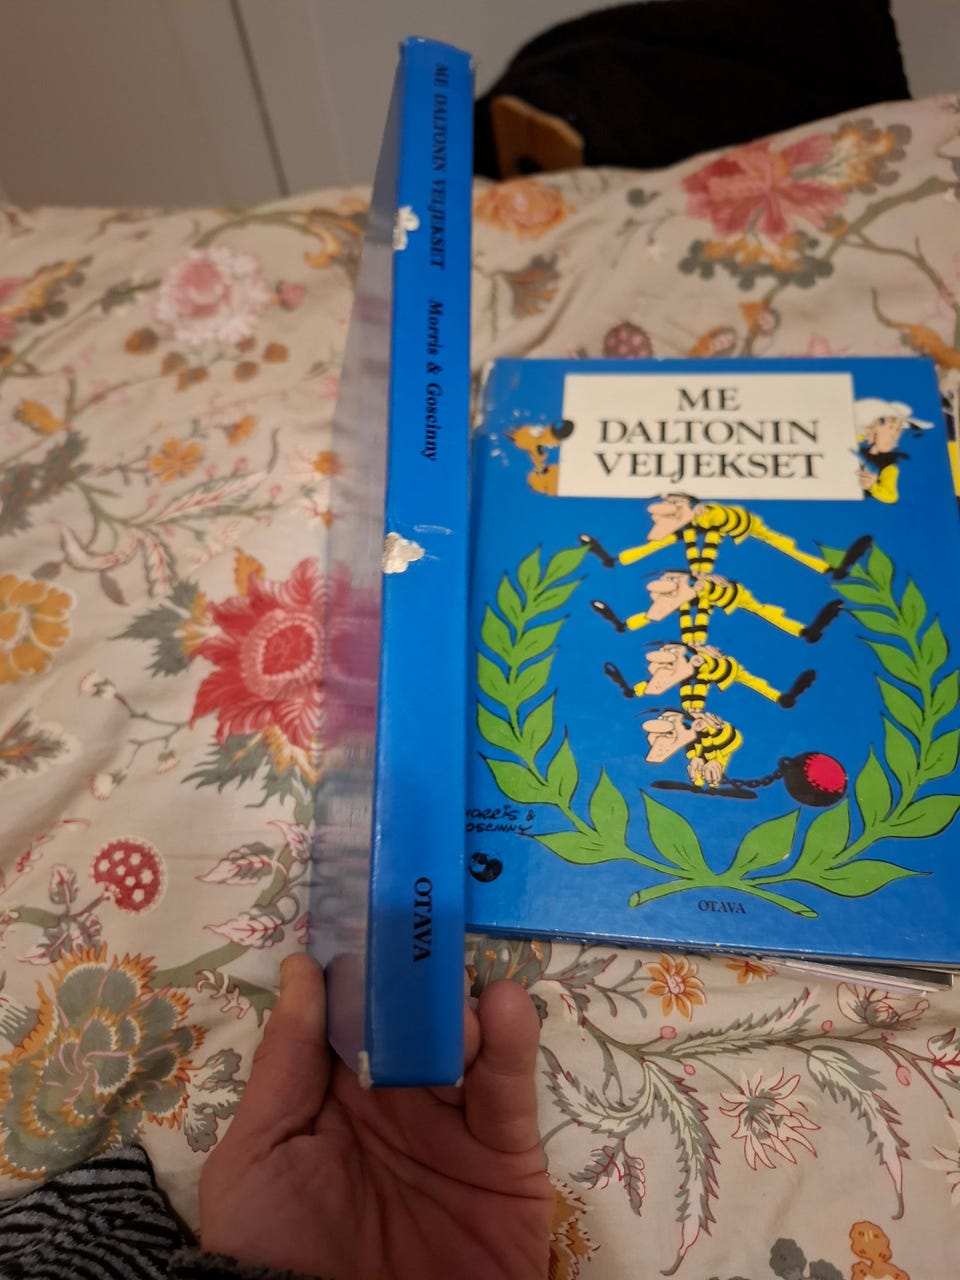 ME DALTONIN VELJEKSET Morris & Goscinny OTAVA
ME
DALTONIN
VELJEKSET
MORRIS &
GOSCINNY
OTAVA